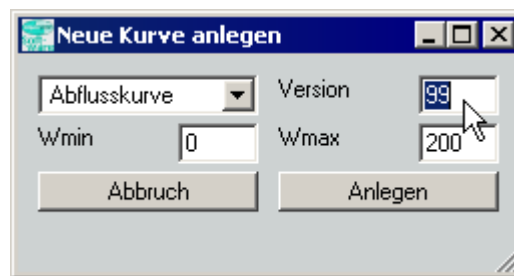 Neue Kurve anlegen
Abflusskurve Version 99
Wmin 0 Wmax 200
Abbruch Anlegen